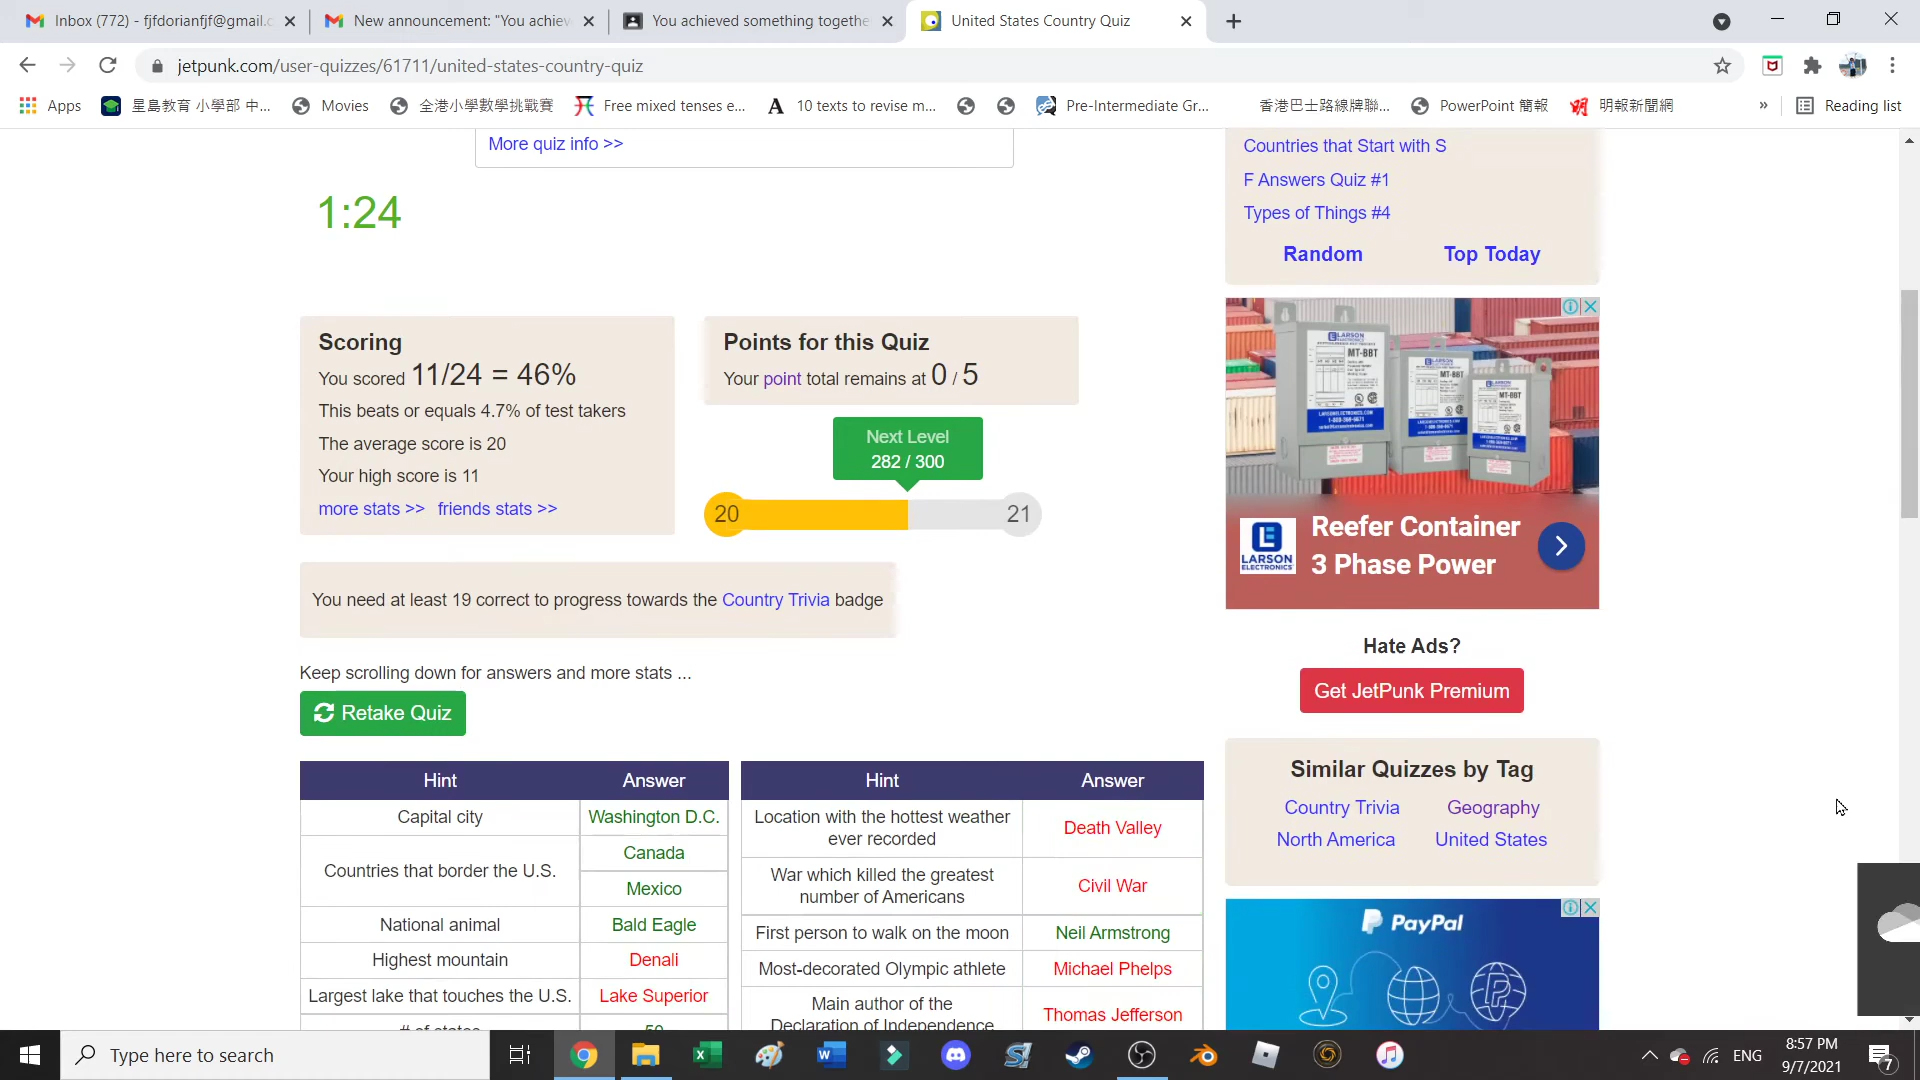 Inbox (772) - fjfdorianfjf@gmail.c
New announcement: "You achiev
You achieved something togethe
United States Country Quiz
jetpunk.com/user-quizzes/61711/united-states-country-quiz
Apps
星島教育 小學部 中...
Movies
全港小學數學挑戰賽
Free mixed tenses e...
10 texts to revise m...
Pre-Intermediate Gr...
香港巴士路線牌聯...
PowerPoint 簡報
明報新聞網
»
Reading list
More quiz info >>
1:24
Scoring
You scored 11/24 = 46%
This beats or equals 4.7% of test takers
The average score is 20
Your high score is 11
more stats >> friends stats >>
Points for this Quiz
Your point total remains at 0 / 5
Next Level
282 / 300
20
21
You need at least 19 correct to progress towards the Country Trivia badge
Keep scrolling down for answers and more stats ...
Retake Quiz
Hint Answer
Capital city Washington D.C.
Countries that border the U.S. Canada
Mexico
National animal Bald Eagle
Highest mountain Denali
Largest lake that touches the U.S. Lake Superior
# of states 50
Hint Answer
Location with the hottest weather
ever recorded
Death Valley
War which killed the greatest
number of Americans
Civil War
First person to walk on the moon Neil Armstrong
Most-decorated Olympic athlete Michael Phelps
Main author of the
Declaration of Independence
Thomas Jefferson
Countries that Start with S
F Answers Quiz #1
Types of Things #4
Random Top Today
LARSON ELECTRONICS
MT-BBT
MT-BBT
LARSON
ELECTRONICS
Reefer Container
3 Phase Power
Hate Ads?
Get JetPunk Premium
Similar Quizzes by Tag
Country Trivia Geography
North America United States
PayPal
Type here to search
ENG
8:57 PM
9/7/2021
7